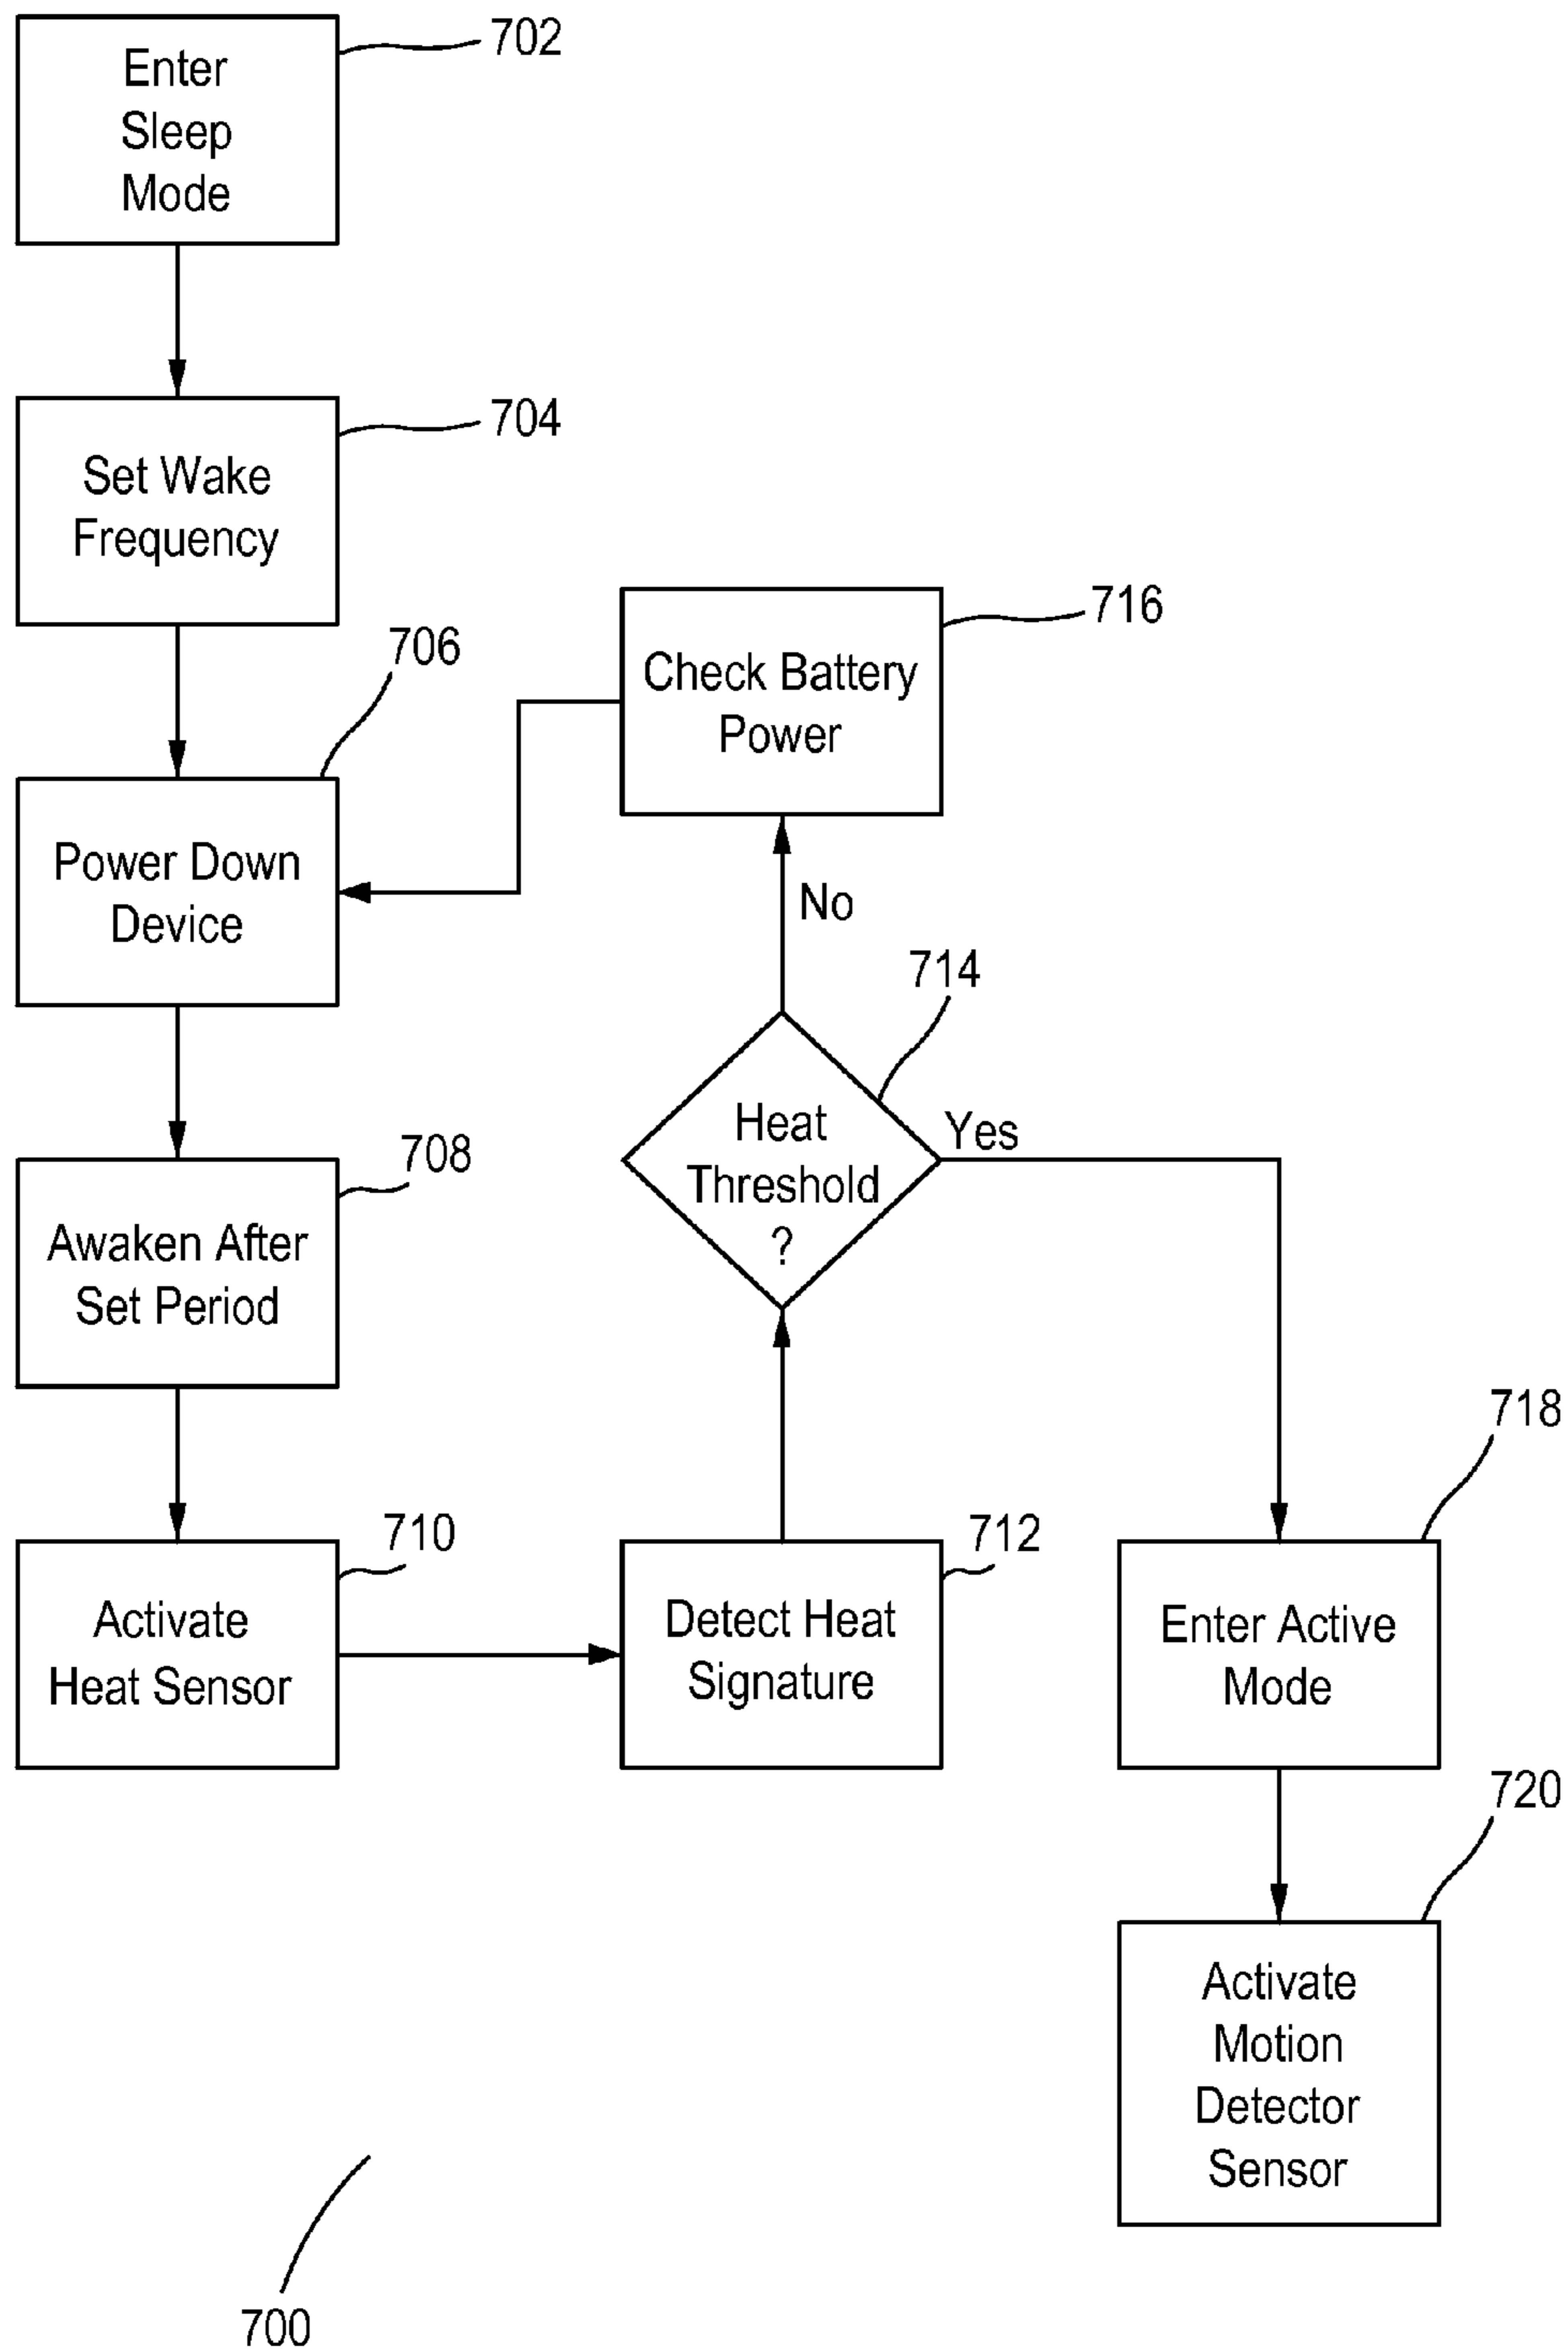 702
Enter
Sleep
Mode
704
Set Wake
Frequency
706
Power Down
Device
708
Awaken After
Set Period
710
Activate
Heat Sensor
712
Detect Heat
Signature
714
Heat
Threshold
?
No
Yes
716
Check Battery
Power
718
Enter Active
Mode
720
Activate
Motion
Detector
Sensor
700